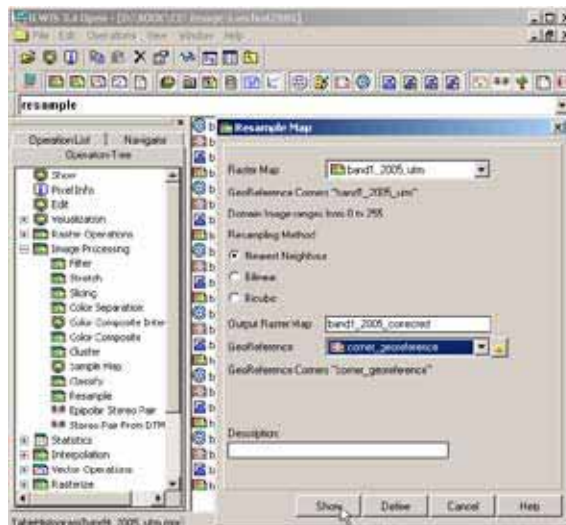 ILWIS 3.4 Open
File Edit Operations View Window Help
resample
Operation-List Navigator
Operation-Tree
Show
Pixel Info
Edit
Visualization
Raster Operations
Image Processing
Filter
Stretch
Slicing
Color Separation
Color Composite Inter
Color Composite
Cluster
Sample Map
Classify
Resample
Epipolar Stereo Pair
Stereo Pair From DTM
Statistics
Interpolation
Vector Operations
Rasterize
Resample Map
Raster Map band1_2005_utm
GeoReference Corners "band1_2005_utm"
Domain Image ranges from 0 to 255
Resampling Method
Nearest Neighbour
Bilinear
Bicubic
Output Raster Map band1_2005_corrected
GeoReference corner_georeference
GeoReference Corners "corner_georeference"
Description:
Show Define Cancel Help